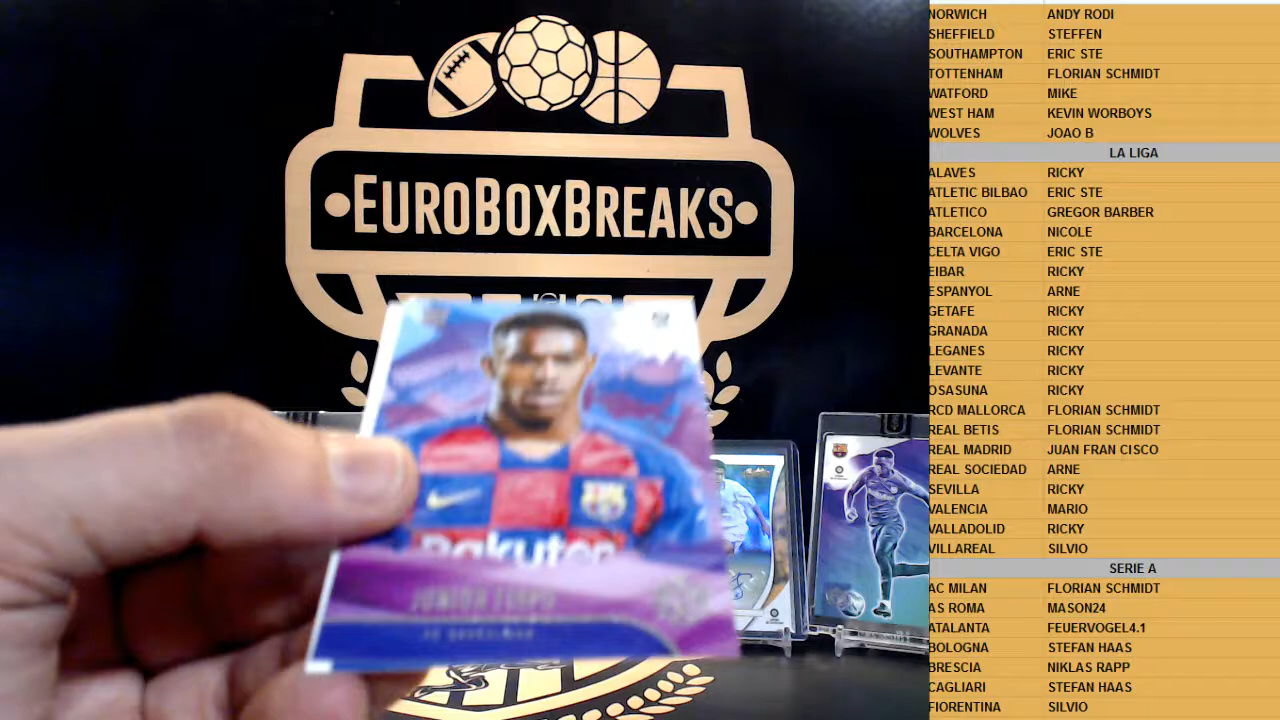 EUROBOXBREAKS
Rakuten
JUNIOR FIRPO
FC BARCELONA
NORWICH ANDY RODI
SHEFFIELD STEFFEN
SOUTHAMPTON ERIC STE
TOTTENHAM FLORIAN SCHMIDT
WATFORD MIKE
WEST HAM KEVIN WORBOYS
WOLVES JOAO B
LA LIGA
ALAVES RICKY
ATLETIC BILBAO ERIC STE
ATLETICO GREGOR BARBER
BARCELONA NICOLE
CELTA VIGO ERIC STE
EIBAR RICKY
ESPANYOL ARNE
GETAFE RICKY
GRANADA RICKY
LEGANES RICKY
LEVANTE RICKY
OSASUNA RICKY
RCD MALLORCA FLORIAN SCHMIDT
REAL BETIS FLORIAN SCHMIDT
REAL MADRID JUAN FRAN CISCO
REAL SOCIEDAD ARNE
SEVILLA RICKY
VALENCIA MARIO
VALLADOLID RICKY
VILLAREAL SILVIO
SERIE A
AC MILAN FLORIAN SCHMIDT
AS ROMA MASON24
ATALANTA FEUERVOGEL4.1
BOLOGNA STEFAN HAAS
BRESCIA NIKLAS RAPP
CAGLIARI STEFAN HAAS
FIORENTINA SILVIO